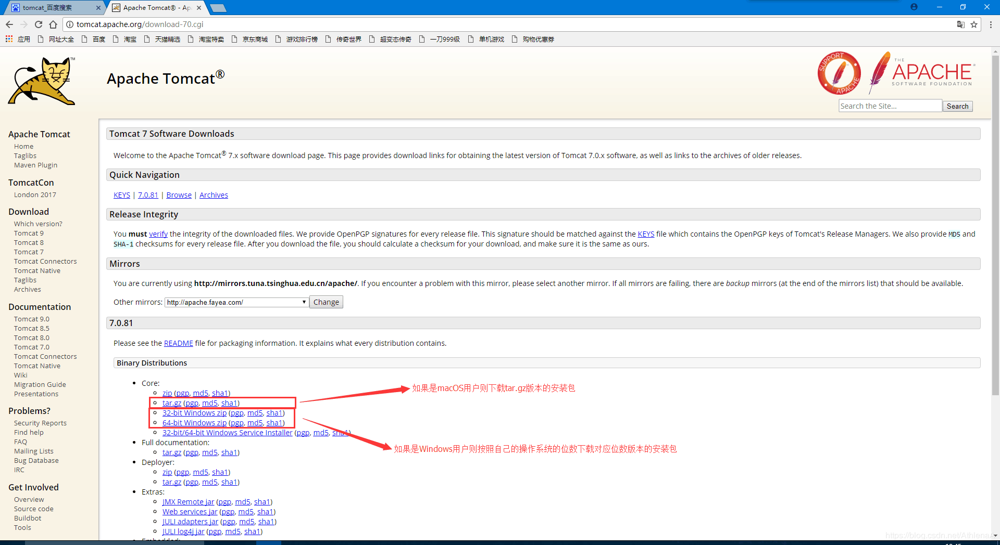 tomcat_百度搜索
Apache Tomcat® - Ap
tomcat.apache.org/download-70.cgi
应用 网址大全 百度 淘宝 天猫精选 淘宝特卖 京东商城 游戏排行榜 传奇世界 超变态传奇 一刀999级 单机游戏 购物优惠券
TM
Apache Tomcat®
SUPPORT APACHE
THE
APACHE®
SOFTWARE FOUNDATION
Search the Site...
Search
Apache Tomcat
Home
Taglibs
Maven Plugin
TomcatCon
London 2017
Download
Which version?
Tomcat 9
Tomcat 8
Tomcat 7
Tomcat Connectors
Tomcat Native
Taglibs
Archives
Documentation
Tomcat 9.0
Tomcat 8.5
Tomcat 8.0
Tomcat 7.0
Tomcat Connectors
Tomcat Native
Wiki
Migration Guide
Presentations
Problems?
Security Reports
Find help
FAQ
Mailing Lists
Bug Database
IRC
Get Involved
Overview
Source code
Buildbot
Tools
Tomcat 7 Software Downloads
Welcome to the Apache Tomcat® 7.x software download page. This page provides download links for obtaining the latest version of Tomcat 7.0.x software, as well as links to the archives of older releases.
Quick Navigation
KEYS | 7.0.81 | Browse | Archives
Release Integrity
You must verify the integrity of the downloaded files. We provide OpenPGP signatures for every release file. This signature should be matched against the KEYS file which contains the OpenPGP keys of Tomcat's Release Managers. We also provide MD5 and
SHA-1 checksums for every release file. After you download the file, you should calculate a checksum for your download, and make sure it is the same as ours.
Mirrors
You are currently using http://mirrors.tuna.tsinghua.edu.cn/apache/. If you encounter a problem with this mirror, please select another mirror. If all mirrors are failing, there are backup mirrors (at the end of the mirrors list) that should be available.
Other mirrors: http://apache.fayea.com/ Change
7.0.81
Please see the README file for packaging information. It explains what every distribution contains.
Binary Distributions
Core:
zip (pgp, md5, sha1)
如果是macOS用户则下载tar.gz版本的安装包
tar.gz (pgp, md5, sha1)
32-bit Windows zip (pgp, md5, sha1)
64-bit Windows zip (pgp, md5, sha1)
32-bit/64-bit Windows Service Installer (pgp, md5, sha1)
Full documentation:
如果是Windows用户则按照自己的操作系统的位数下载对应位数版本的安装包
tar.gz (pgp, md5, sha1)
Deployer:
zip (pgp, md5, sha1)
tar.gz (pgp, md5, sha1)
Extras:
JMX Remote jar (pgp, md5, sha1)
Web services jar (pgp, md5, sha1)
JULI adapters jar (pgp, md5, sha1)
JULI log4j jar (pgp, md5, sha1)
Embedded: